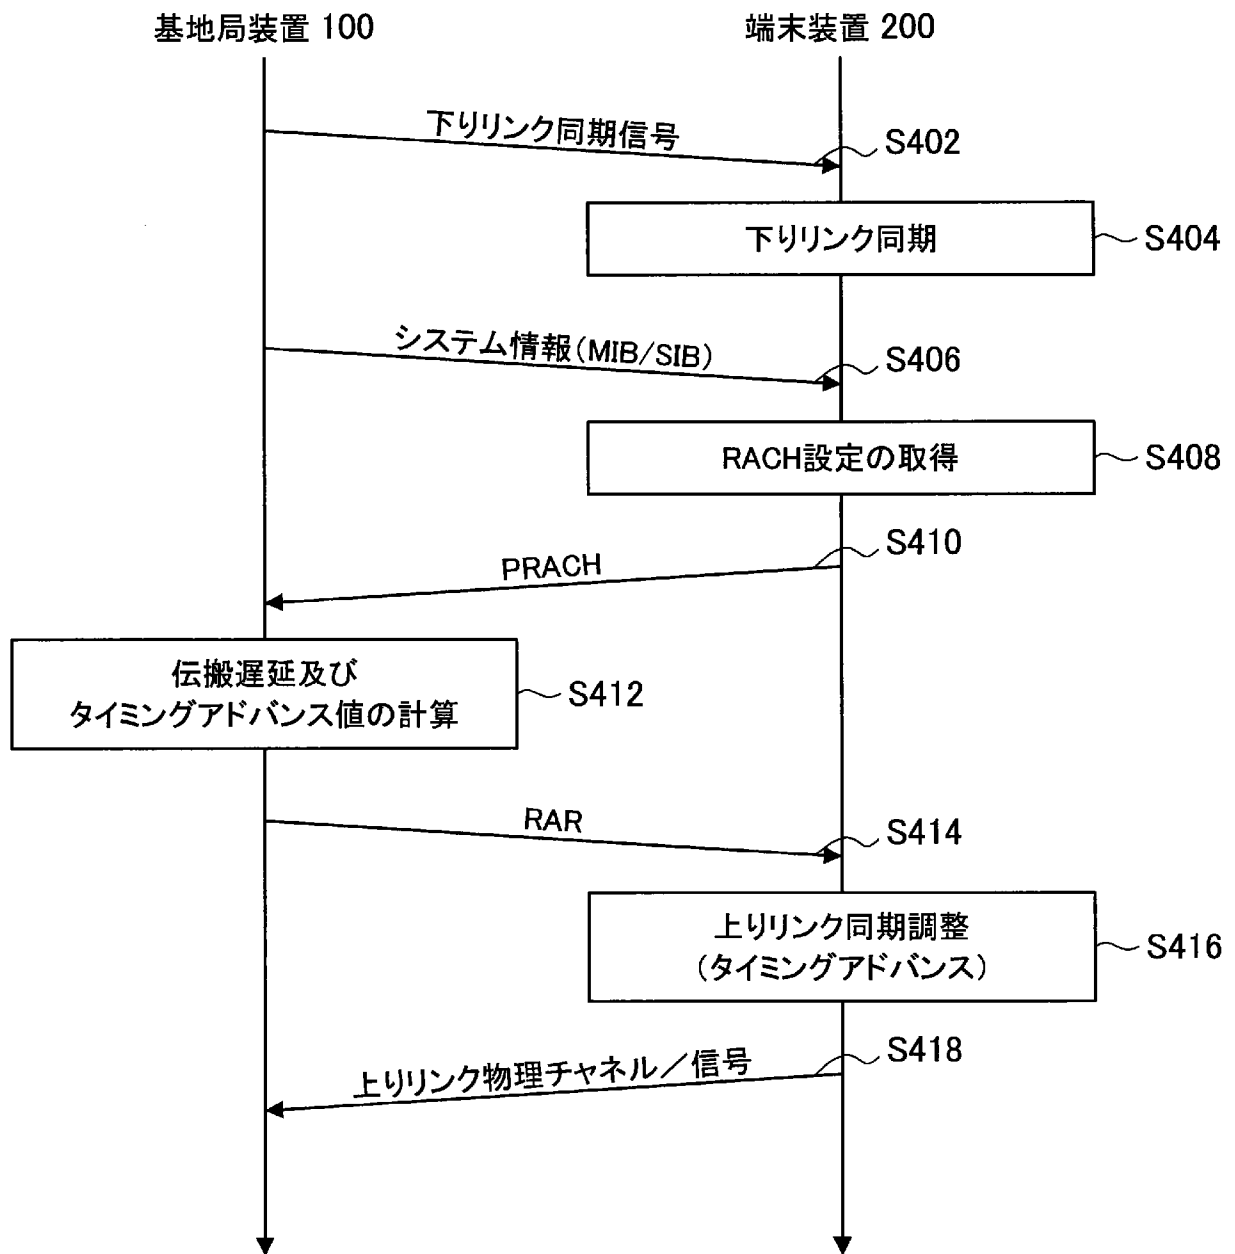 基地局装置 100
端末装置 200
下りリンク同期信号
S402
下りリンク同期
S404
システム情報(MIB/SIB)
S406
RACH設定の取得
S408
PRACH
S410
伝搬遅延及び
タイミングアドバンス値の計算
S412
RAR
S414
上りリンク同期調整
(タイミングアドバンス)
S416
上りリンク物理チャネル／信号
S418